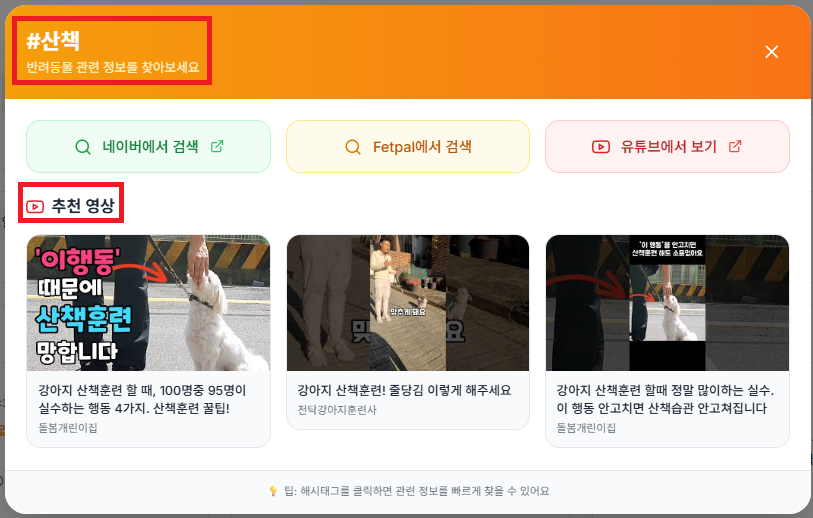 #산책
반려동물 관련 정보를 찾아보세요
네이버에서 검색
Fetpal에서 검색
유튜브에서 보기
추천 영상
'이행동'
때문에
산책훈련
망합니다
맞추게 돼요
'이 행동'을 안고치면
산책훈련 해도 소용없어요
강아지 산책훈련 할 때, 100명중 95명이
실수하는 행동 4가지. 산책훈련 꿀팁!
돌봄개린이집
강아지 산책훈련! 줄당김 이렇게 해주세요
전탁강아지훈련사
강아지 산책훈련 할때 정말 많이하는 실수.
이 행동 안고치면 산책습관 안고쳐집니다
돌봄개린이집
팁: 해시태그를 클릭하면 관련 정보를 빠르게 찾을 수 있어요